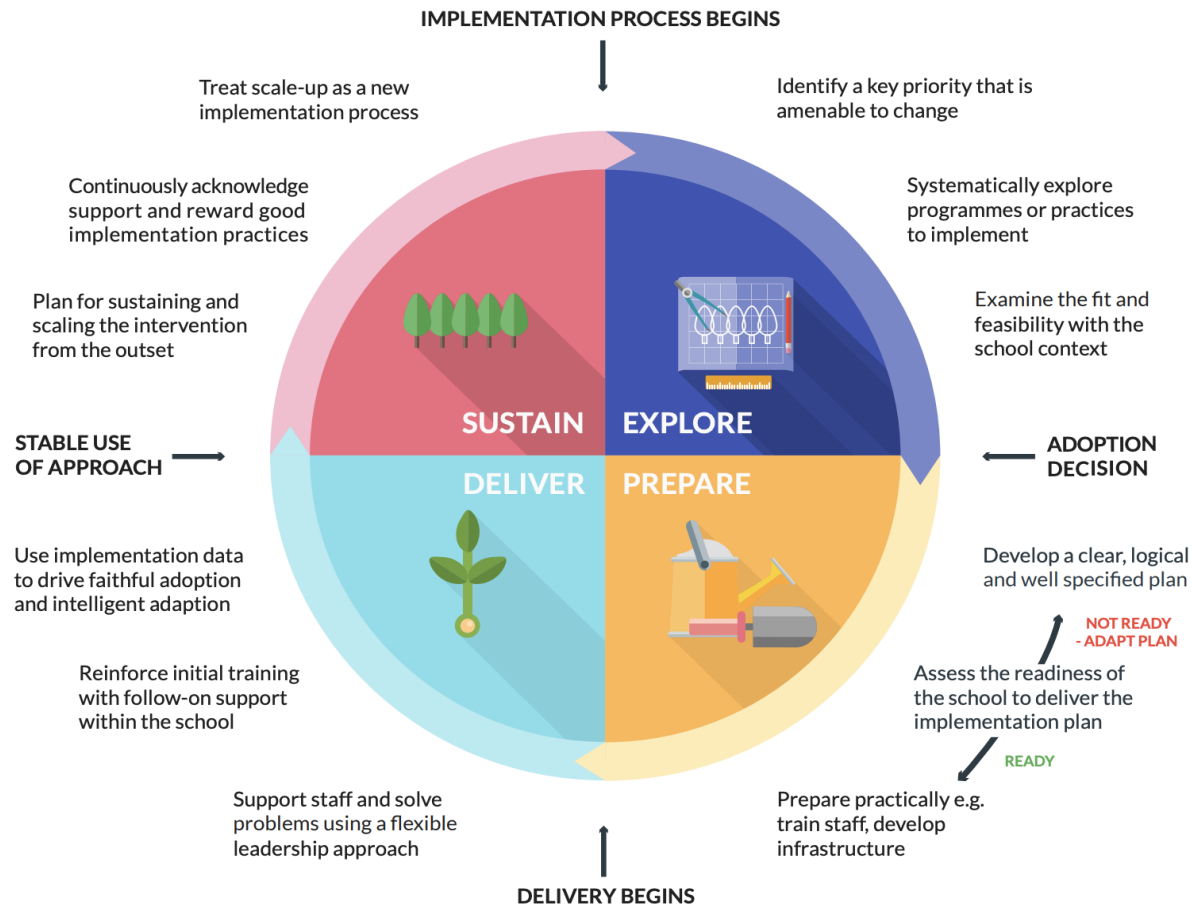 IMPLEMENTATION PROCESS BEGINS
Identify a key priority that is
amenable to change
Systematically explore
programmes or practices
to implement
Examine the fit and
feasibility with the
school context
EXPLORE
ADOPTION
DECISION
PREPARE
Develop a clear, logical
and well specified plan
NOT READY
- ADAPT PLAN
Assess the readiness of
the school to deliver the
implementation plan
READY
Prepare practically e.g.
train staff, develop
infrastructure
DELIVERY BEGINS
DELIVER
Support staff and solve
problems using a flexible
leadership approach
Reinforce initial training
with follow-on support
within the school
Use implementation data
to drive faithful adoption
and intelligent adaption
STABLE USE
OF APPROACH
SUSTAIN
Plan for sustaining and
scaling the intervention
from the outset
Continuously acknowledge
support and reward good
implementation practices
Treat scale-up as a new
implementation process